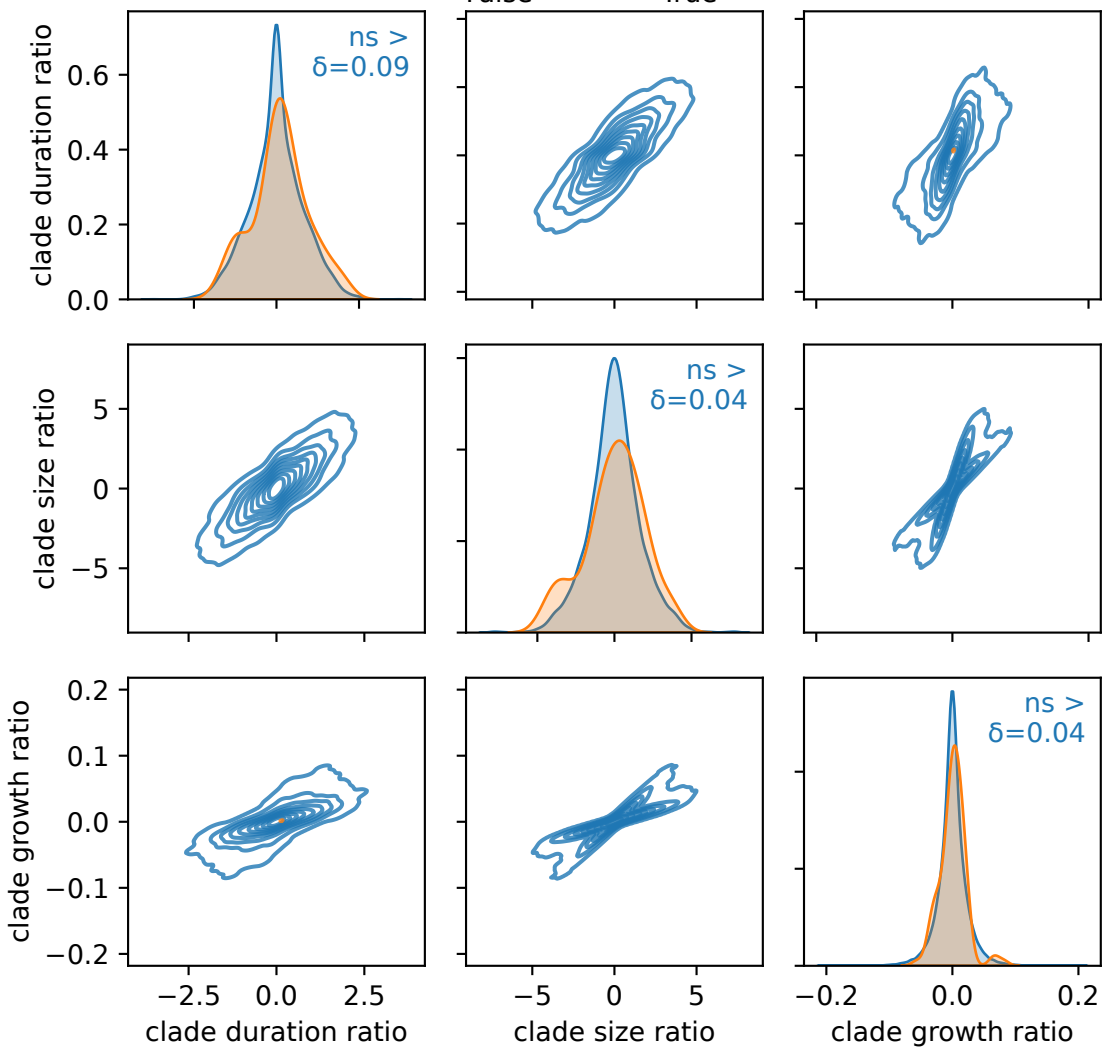 clade duration ratio
0.6
0.4
0.2
0.0
ns >
δ=0.09
clade size ratio
5
0
−5
ns >
δ=0.04
clade growth ratio
0.2
0.1
0.0
−0.1
−0.2
ns >
δ=0.04
−2.5 0.0 2.5
−5 0 5
−0.2 0.0 0.2
clade duration ratio
clade size ratio
clade growth ratio